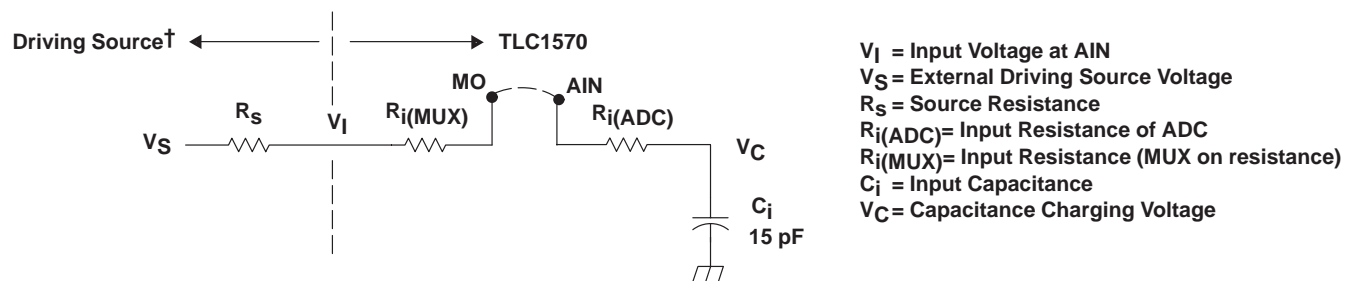 Driving Source†
TLC1570
MO
AIN
Rs
VI
Ri(MUX)
Ri(ADC)
VS
VC
Ci
15 pF
VI = Input Voltage at AIN
VS = External Driving Source Voltage
Rs = Source Resistance
Ri(ADC) = Input Resistance of ADC
Ri(MUX) = Input Resistance (MUX on resistance)
Ci = Input Capacitance
VC = Capacitance Charging Voltage